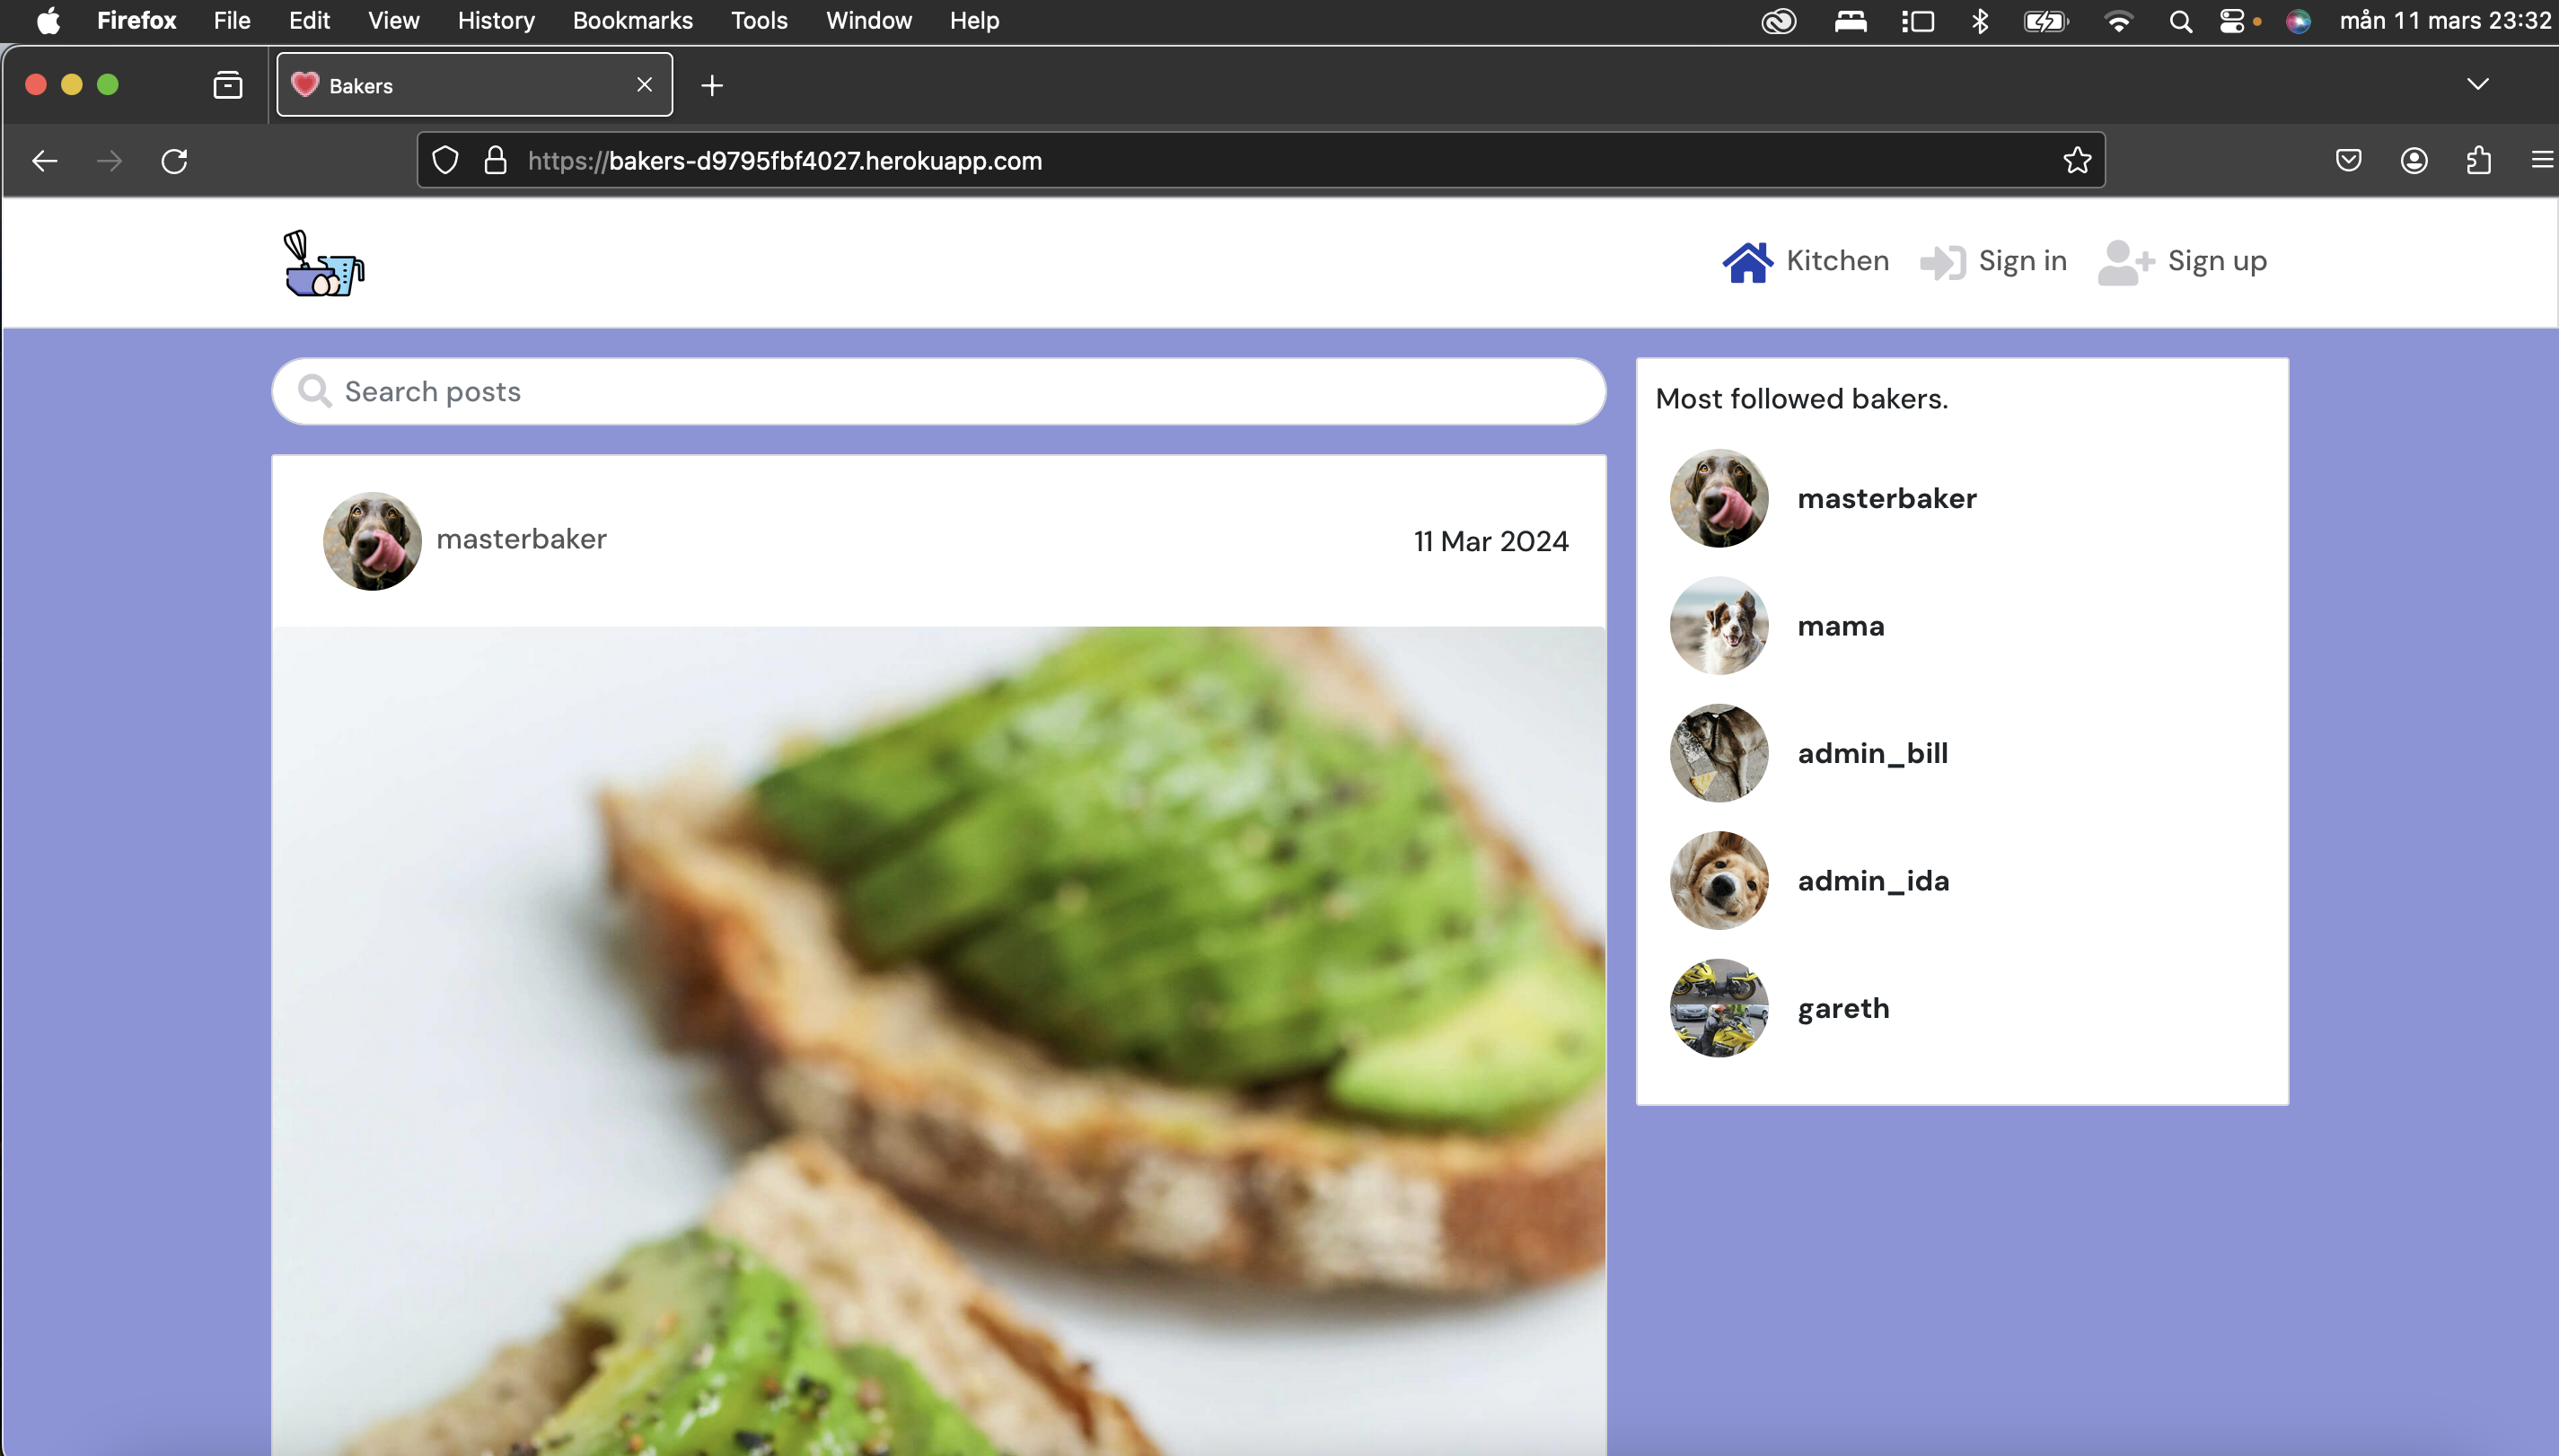 Firefox File Edit View History Bookmarks Tools Window Help mån 11 mars 23:32
Bakers
https://bakers-d9795fbf4027.herokuapp.com
Kitchen Sign in Sign up
Search posts
masterbaker 11 Mar 2024
Most followed bakers.
masterbaker
mama
admin_bill
admin_ida
gareth